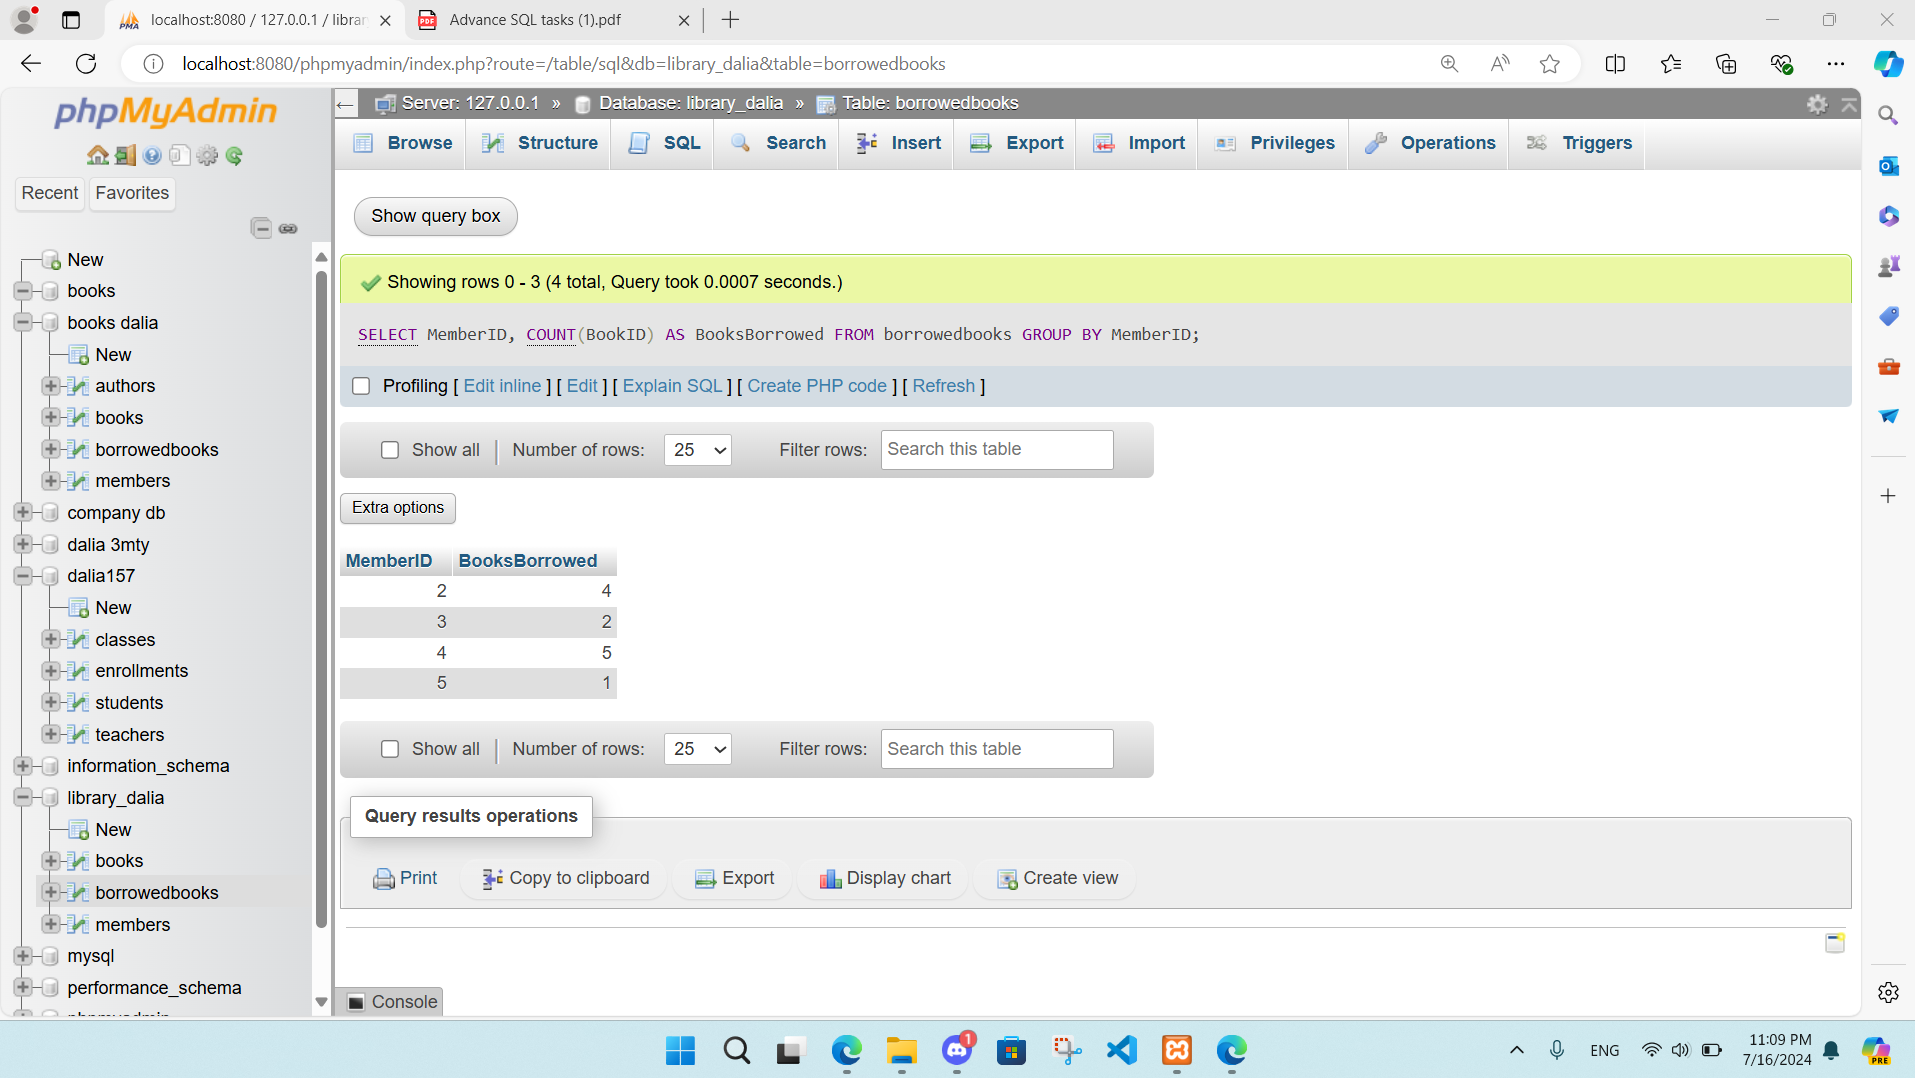 localhost:8080 / 127.0.0.1 / librar
Advance SQL tasks (1).pdf
localhost:8080/phpmyadmin/index.php?route=/table/sql&db=library_dalia&table=borrowedbooks
phpMyAdmin
Recent
Favorites
New
books
books dalia
New
authors
books
borrowedbooks
members
company db
dalia 3mty
dalia157
New
classes
enrollments
students
teachers
information_schema
library_dalia
New
books
borrowedbooks
members
mysql
performance_schema
Server: 127.0.0.1 » Database: library_dalia » Table: borrowedbooks
Browse Structure SQL Search Insert Export Import Privileges Operations Triggers
Show query box
Showing rows 0 - 3 (4 total, Query took 0.0007 seconds.)
SELECT MemberID, COUNT(BookID) AS BooksBorrowed FROM borrowedbooks GROUP BY MemberID;
Profiling [ Edit inline ] [ Edit ] [ Explain SQL ] [ Create PHP code ] [ Refresh ]
Show all | Number of rows: 25 Filter rows: Search this table
Extra options
MemberID BooksBorrowed
2 4
3 2
4 5
5 1
Show all | Number of rows: 25 Filter rows: Search this table
Query results operations
Print Copy to clipboard Export Display chart Create view
Console
1
ENG
11:09 PM
7/16/2024
PRE